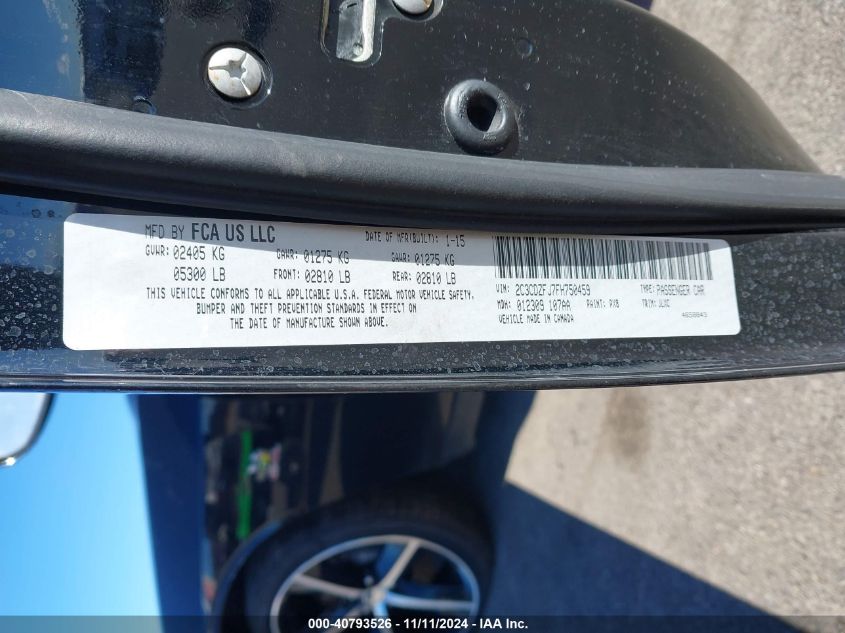 MFD BY FCA US LLC DATE OF MFR(BUILT): 1-15
GVWR: 02405 KG GAWR: 01275 KG GAWR: 01275 KG
05300 LB FRONT: 02810 LB REAR: 02810 LB
THIS VEHICLE CONFORMS TO ALL APPLICABLE U.S.A. FEDERAL MOTOR VEHICLE SAFETY,
BUMPER AND THEFT PREVENTION STANDARDS IN EFFECT ON
THE DATE OF MANUFACTURE SHOWN ABOVE.
VIN: 2C3CDZFJ7FH750459 TYPE: PASSENGER CAR
MDH: 012309 107AA PAINT: PX8 TRIM: JLXC
VEHICLE MADE IN CANADA
000-40793526 - 11/11/2024 - IAA Inc.